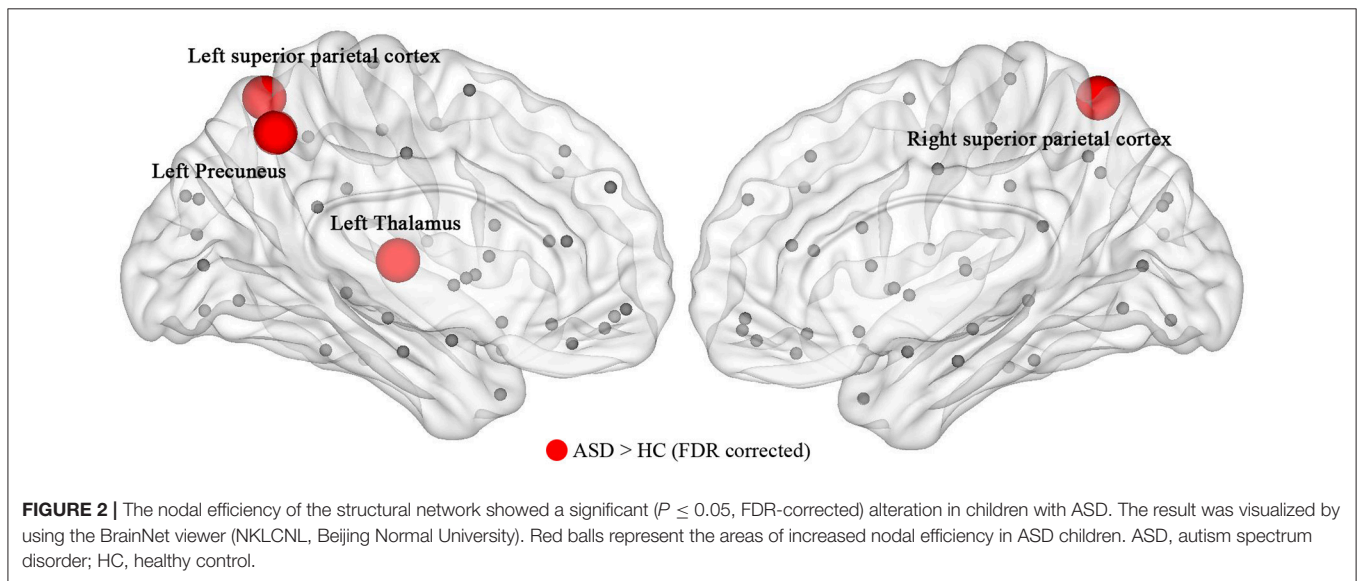 Left superior parietal cortex
Right superior parietal cortex
Left Precuneus
Left Thalamus
ASD > HC (FDR corrected)
FIGURE 2 | The nodal efficiency of the structural network showed a significant (P ≤ 0.05, FDR-corrected) alteration in children with ASD. The result was visualized by
using the BrainNet viewer (NKLCNL, Beijing Normal University). Red balls represent the areas of increased nodal efficiency in ASD children. ASD, autism spectrum
disorder; HC, healthy control.